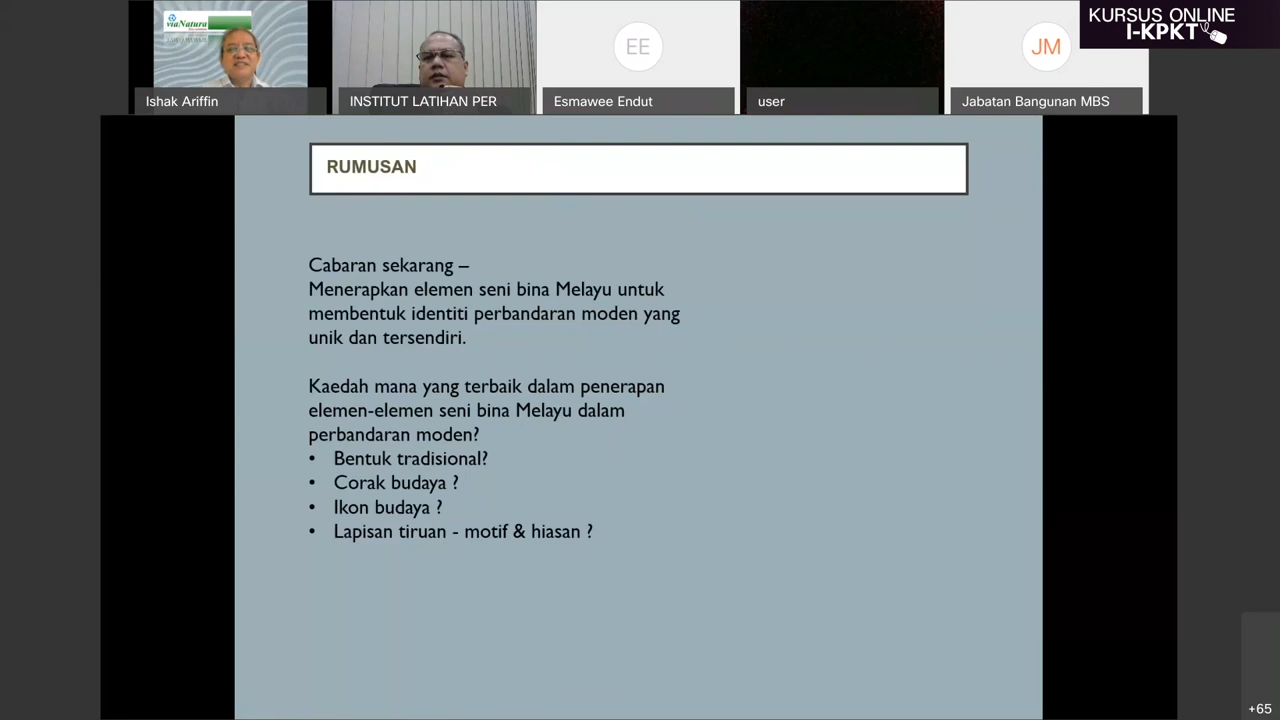 viaNatura
KURSUS ONLINE
I-KPKT
EE
JM
Ishak Ariffin
INSTITUT LATIHAN PER
Esmawee Endut
user
Jabatan Bangunan MBS
RUMUSAN
Cabaran sekarang –
Menerapkan elemen seni bina Melayu untuk
membentuk identiti perbandaran moden yang
unik dan tersendiri.
Kaedah mana yang terbaik dalam penerapan
elemen-elemen seni bina Melayu dalam
perbandaran moden?
• Bentuk tradisional?
• Corak budaya ?
• Ikon budaya ?
• Lapisan tiruan - motif & hiasan ?
+65